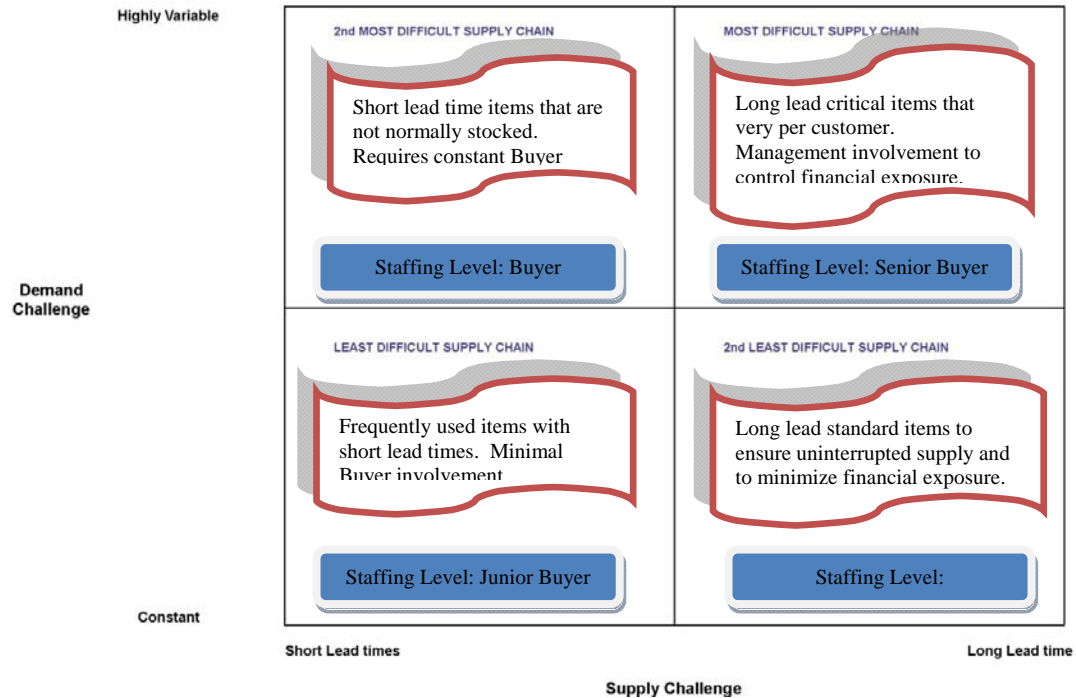 Highly Variable
2nd MOST DIFFICULT SUPPLY CHAIN
Short lead time items that are
not normally stocked.
Requires constant Buyer
Staffing Level: Buyer
MOST DIFFICULT SUPPLY CHAIN
Long lead critical items that
very per customer.
Management involvement to
control financial exposure.
Staffing Level: Senior Buyer
Demand
Challenge
LEAST DIFFICULT SUPPLY CHAIN
Frequently used items with
short lead times. Minimal
Buyer involvement
Staffing Level: Junior Buyer
2nd LEAST DIFFICULT SUPPLY CHAIN
Long lead standard items to
ensure uninterrupted supply and
to minimize financial exposure.
Staffing Level:
Constant
Short Lead times
Long Lead time
Supply Challenge